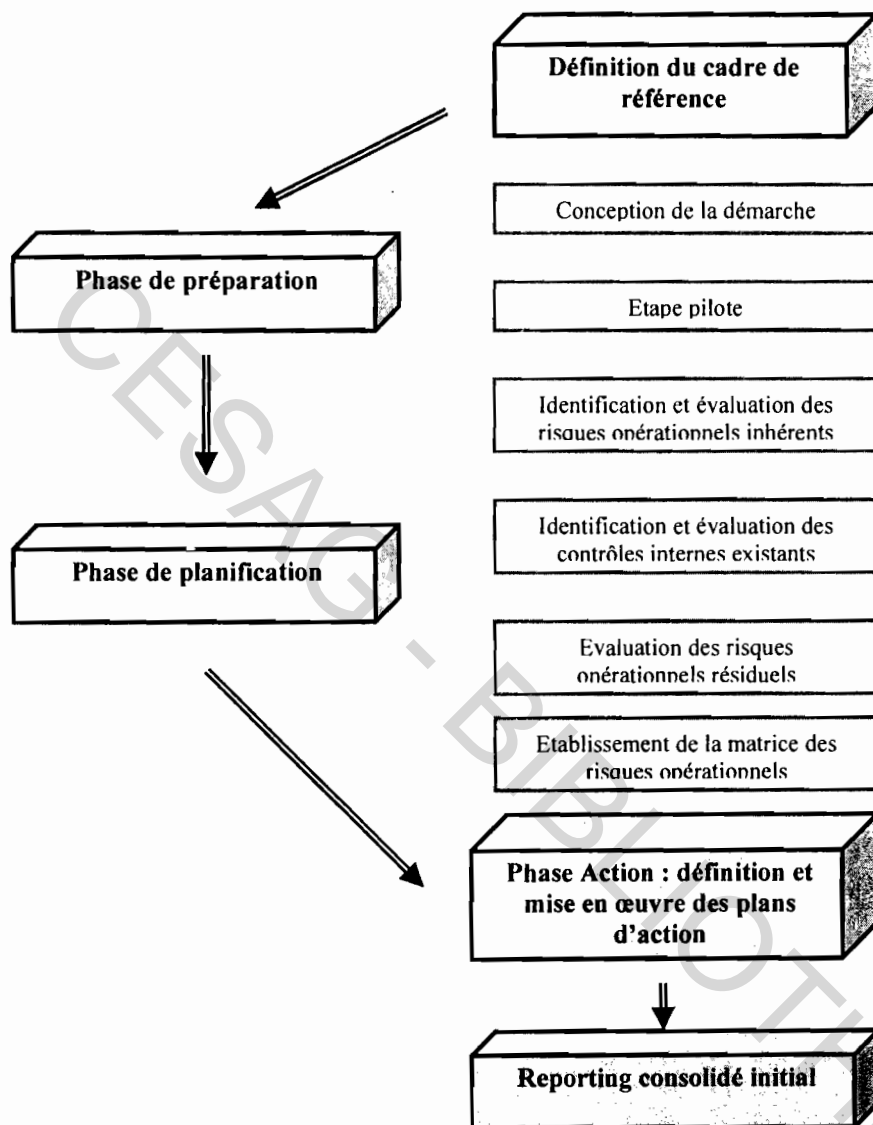 Définition du cadre de
référence
Conception de la démarche
Phase de préparation
Etape pilote
Identification et évaluation des
risques opérationnels inhérents
Identification et évaluation des
contrôles internes existants
Phase de planification
Evaluation des risques
opérationnels résiduels
Etablissement de la matrice des
risques opérationnels
Phase Action : définition et
mise en œuvre des plans
d'action
Reporting consolidé initial
CESAG - BIBLIOTH